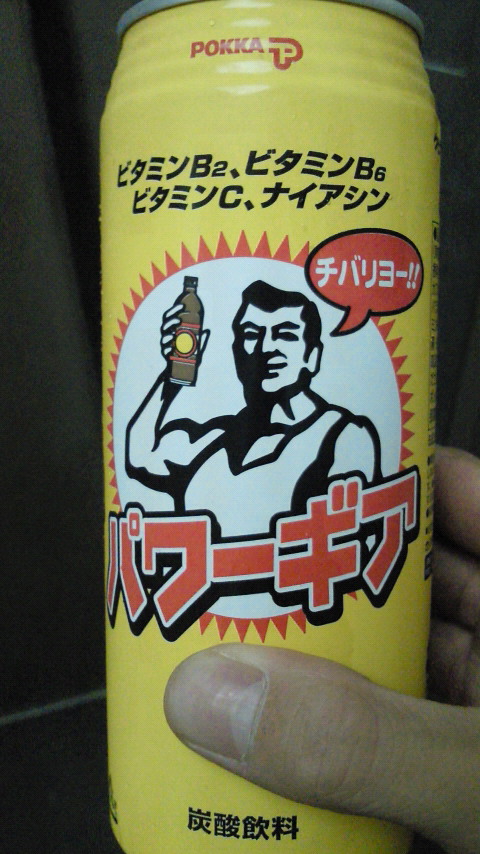 POKKA
ビタミンB2、ビタミンB6
ビタミンC、ナイアシン
チバリヨー!!
パワーギア
炭酸飲料